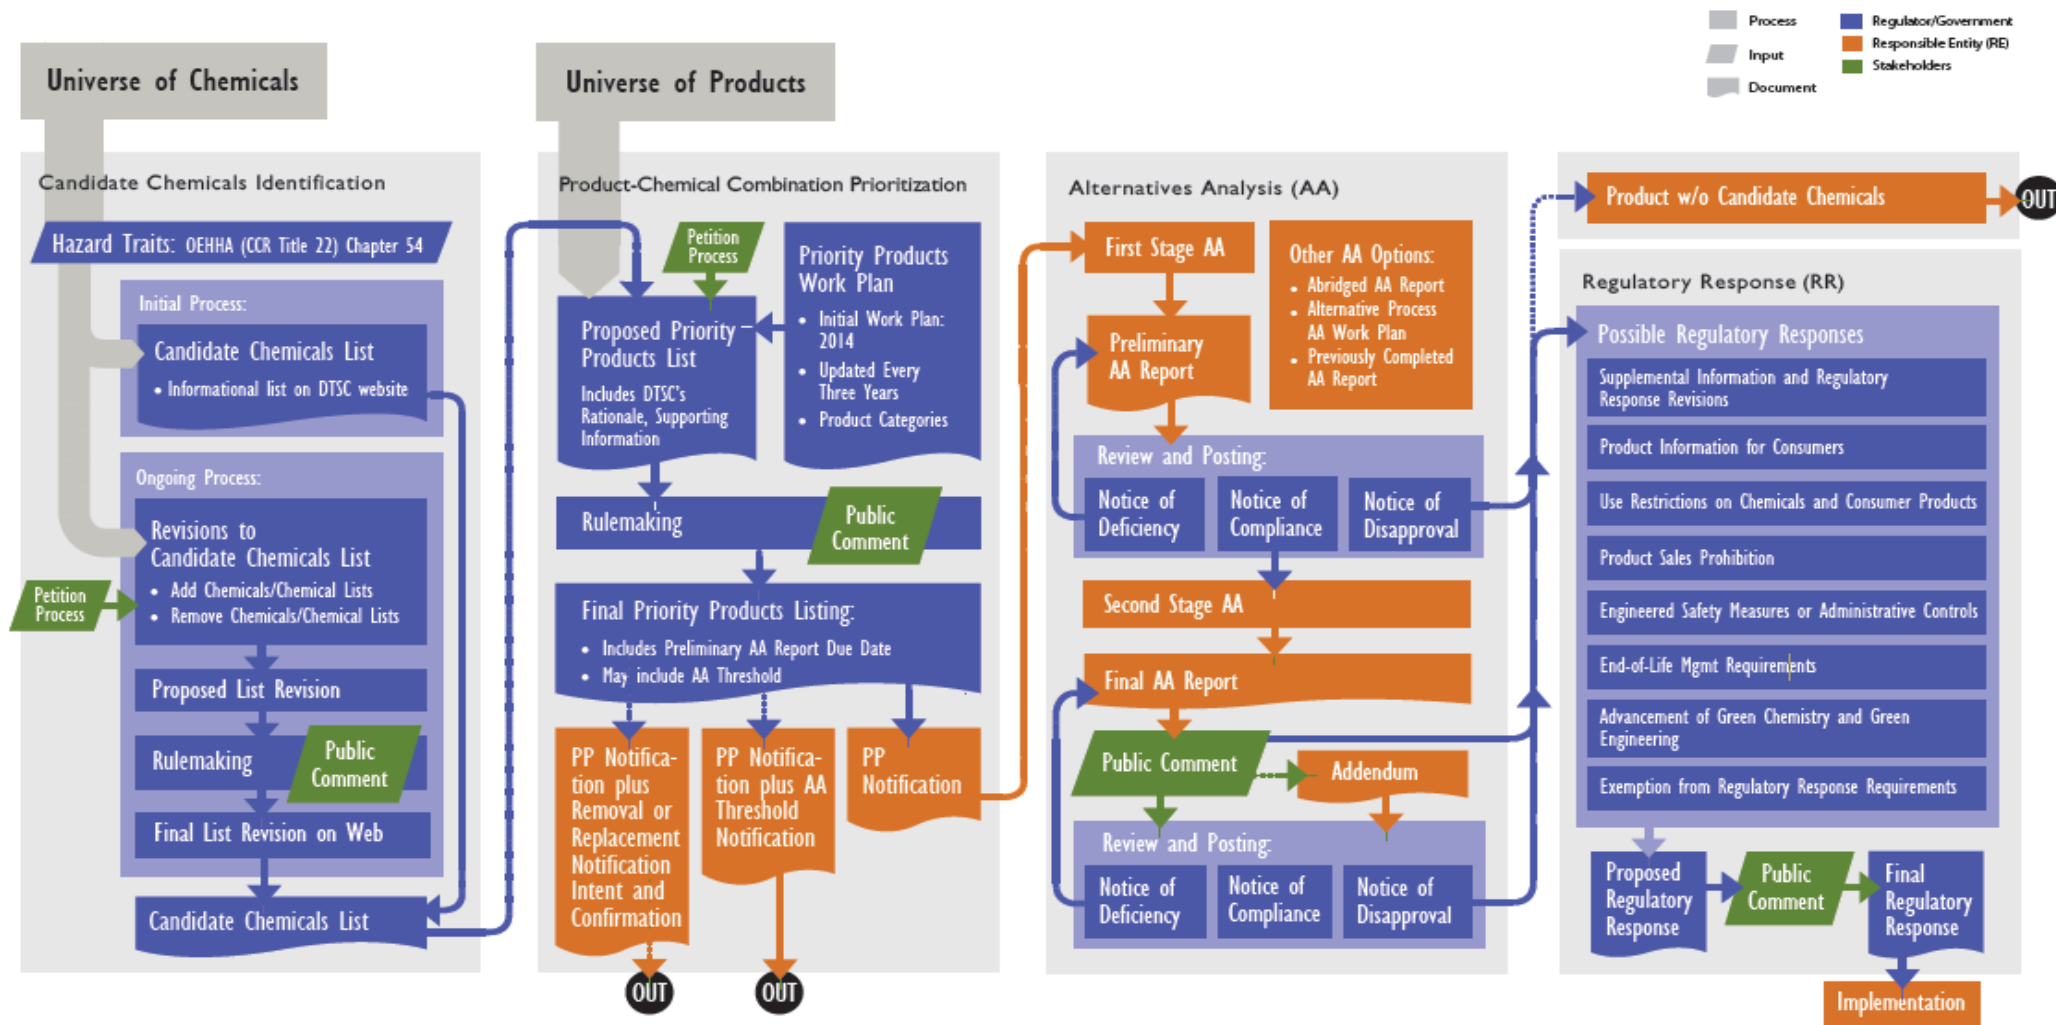 Process
Input
Document
Regulator/Government
Responsible Entity (RE)
Stakeholders
Universe of Chemicals
Candidate Chemicals Identification
Hazard Traits: OEHHA (CCR Title 22) Chapter 54
Initial Process:
Candidate Chemicals List
• Informational list on DTSC website
Ongoing Process:
Revisions to
Candidate Chemicals List
• Add Chemicals/Chemical Lists
• Remove Chemicals/Chemical Lists
Petition
Process
Proposed List Revision
Rulemaking
Public
Comment
Final List Revision on Web
Candidate Chemicals List
Universe of Products
Product-Chemical Combination Prioritization
Petition
Process
Proposed Priority
Products List
Includes DTSC's
Rationale, Supporting
Information
Priority Products
Work Plan
• Initial Work Plan:
2014
• Updated Every
Three Years
• Product Categories
Rulemaking
Public
Comment
Final Priority Products Listing:
• Includes Preliminary AA Report Due Date
• May include AA Threshold
PP Notifica-
tion plus
Removal or
Replacement
Notification
Intent and
Confirmation
OUT
PP Notifica-
tion plus AA
Threshold
Notification
OUT
PP
Notification
Alternatives Analysis (AA)
First Stage AA
Other AA Options:
• Abridged AA Report
• Alternative Process
AA Work Plan
• Previously Completed
AA Report
Preliminary
AA Report
Review and Posting:
Notice of
Deficiency
Notice of
Compliance
Notice of
Disapproval
Second Stage AA
Final AA Report
Public Comment
Addendum
Review and Posting:
Notice of
Deficiency
Notice of
Compliance
Notice of
Disapproval
Product w/o Candidate Chemicals
OUT
Regulatory Response (RR)
Possible Regulatory Responses
Supplemental Information and Regulatory
Response Revisions
Product Information for Consumers
Use Restrictions on Chemicals and Consumer Products
Product Sales Prohibition
Engineered Safety Measures or Administrative Controls
End-of-Life Mgmt Requirements
Advancement of Green Chemistry and Green
Engineering
Exemption from Regulatory Response Requirements
Proposed
Regulatory
Response
Public
Comment
Final
Regulatory
Response
Implementation